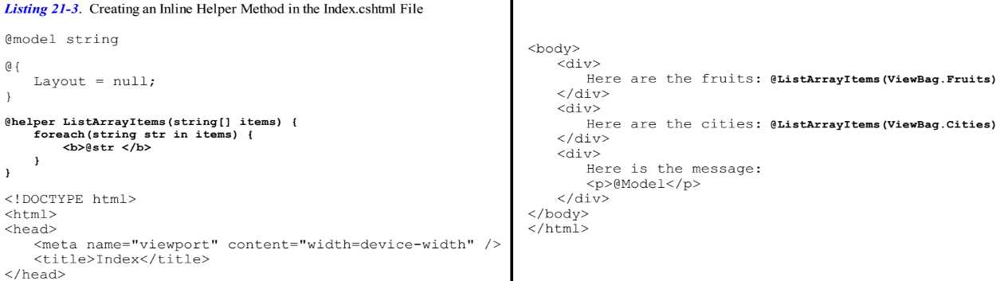 Listing 21-3. Creating an Inline Helper Method in the Index.cshtml File
@model string
@{
    Layout = null;
}
@helper ListArrayItems(string[] items) {
    foreach(string str in items) {
        <b>@str </b>
    }
}
<!DOCTYPE html>
<html>
<head>
    <meta name="viewport" content="width=device-width" />
    <title>Index</title>
</head>
<body>
    <div>
        Here are the fruits: @ListArrayItems(ViewBag.Fruits)
    </div>
    <div>
        Here are the cities: @ListArrayItems(ViewBag.Cities)
    </div>
    <div>
        Here is the message:
        <p>@Model</p>
    </div>
</body>
</html>